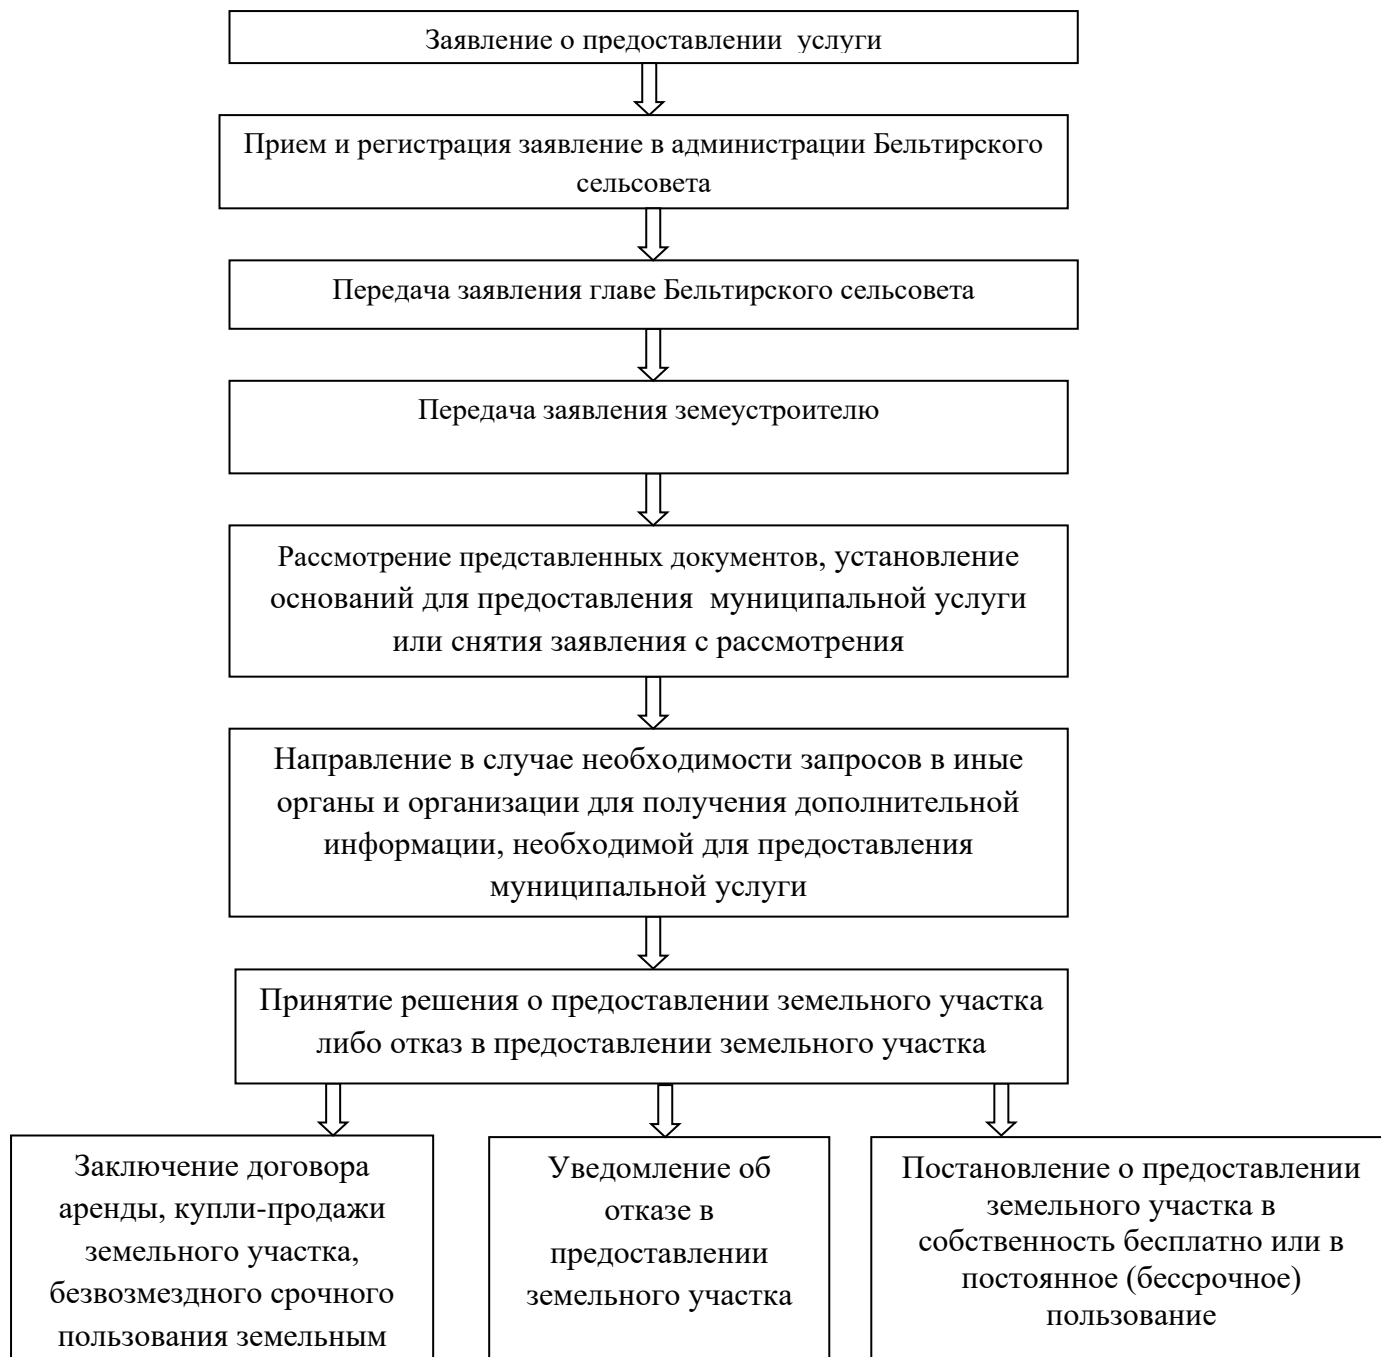 Заявление о предоставлении услуги
Прием и регистрация заявление в администрации Бельтирского
сельсовета
Передача заявления главе Бельтирского сельсовета
Передача заявления земеустроителю
Рассмотрение представленных документов, установление
оснований для предоставления муниципальной услуги
или снятия заявления с рассмотрения
Направление в случае необходимости запросов в иные
органы и организации для получения дополнительной
информации, необходимой для предоставления
муниципальной услуги
Принятие решения о предоставлении земельного участка
либо отказ в предоставлении земельного участка
Заключение договора
аренды, купли-продажи
земельного участка,
безвозмездного срочного
пользования земельным
Уведомление об
отказе в
предоставлении
земельного участка
Постановление о предоставлении
земельного участка в
собственность бесплатно или в
постоянное (бессрочное)
пользование